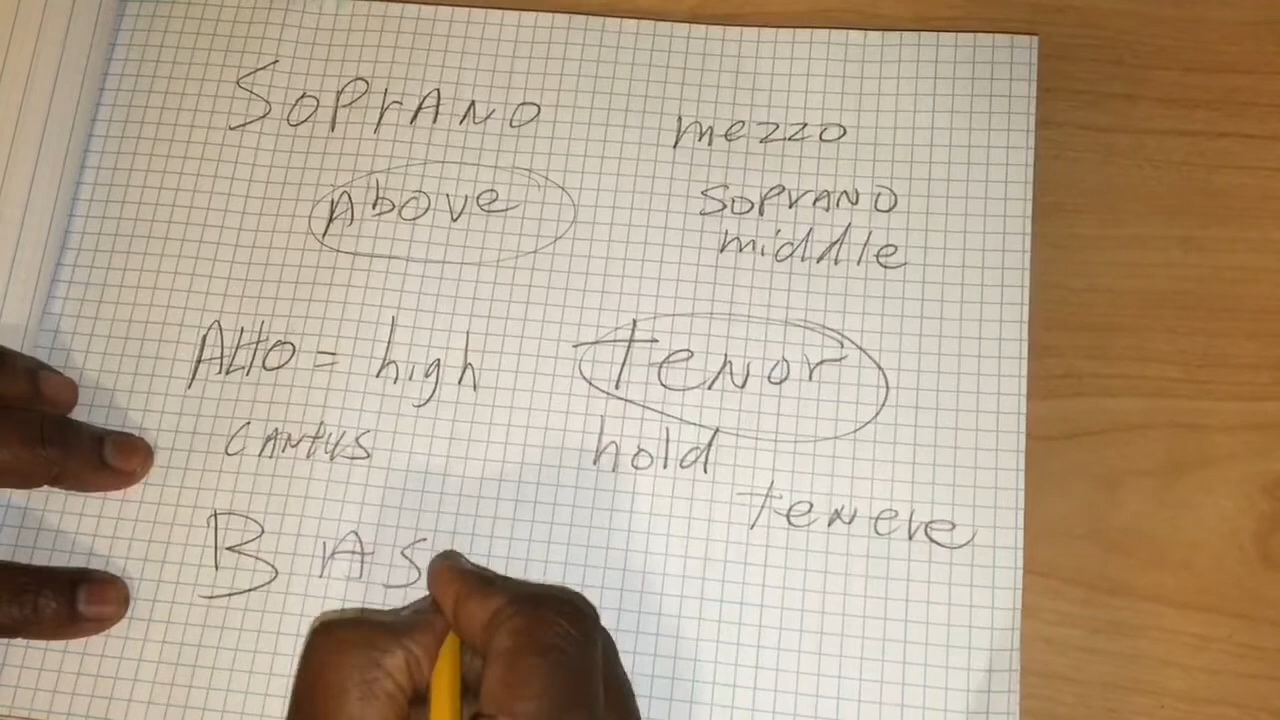 SOPrANO
mezzo
Above
SOPrANO
middle
AltO = high
tenor
CANtUS
hold
tenere
BAS